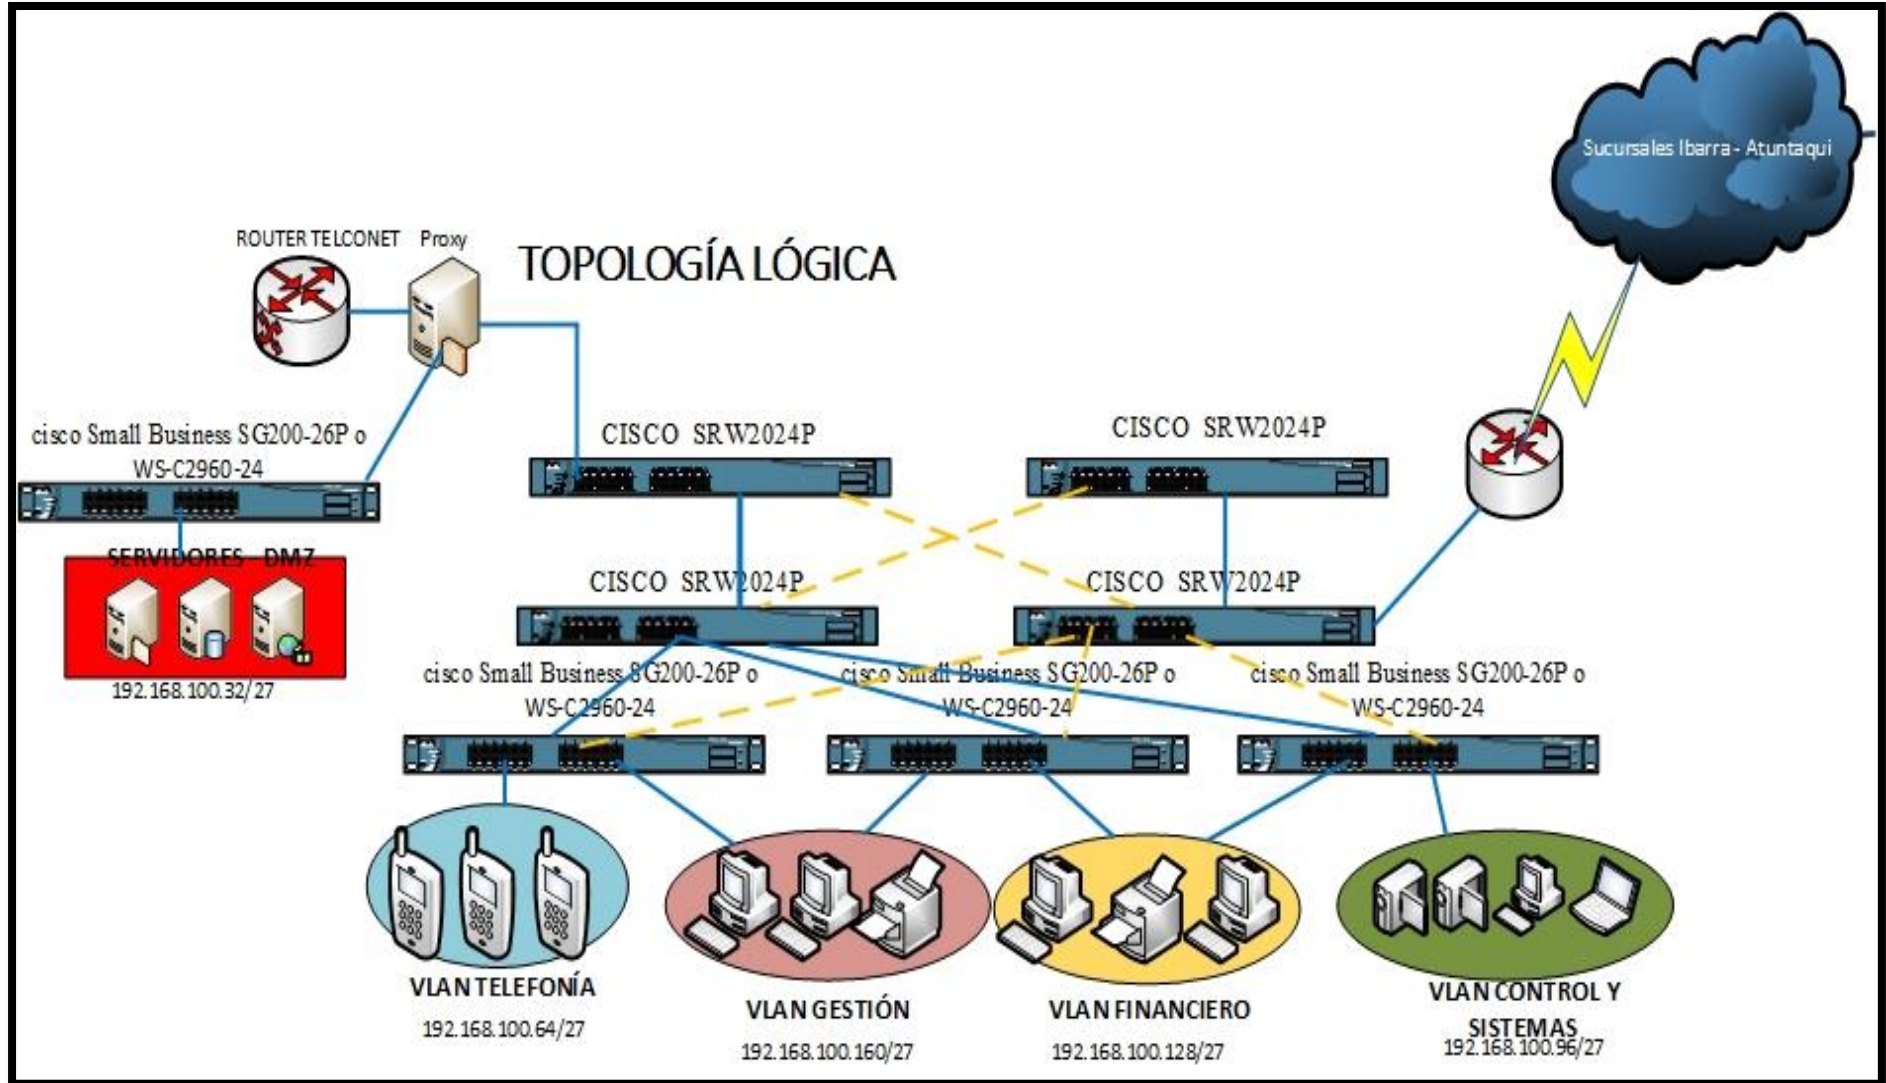 Sucursales Ibarra - Atuntaqui
ROUTER TELCONET
Proxy
TOPOLOGÍA LÓGICA
cisco Small Business SG200-26P o
WS-C2960-24
CISCO SRW2024P
CISCO SRW2024P
SERVIDORES DMZ
192.168.100.32/27
CISCO SRW2024P
CISCO SRW2024P
cisco Small Business SG200-26P o
WS-C2960-24
cisco Small Business SG200-26P o
WS-C2960-24
cisco Small Business SG200-26P o
WS-C2960-24
VLAN TELEFONÍA
192.168.100.64/27
VLAN GESTIÓN
192.168.100.160/27
VLAN FINANCIERO
192.168.100.128/27
VLAN CONTROL Y
SISTEMAS
192.168.100.96/27